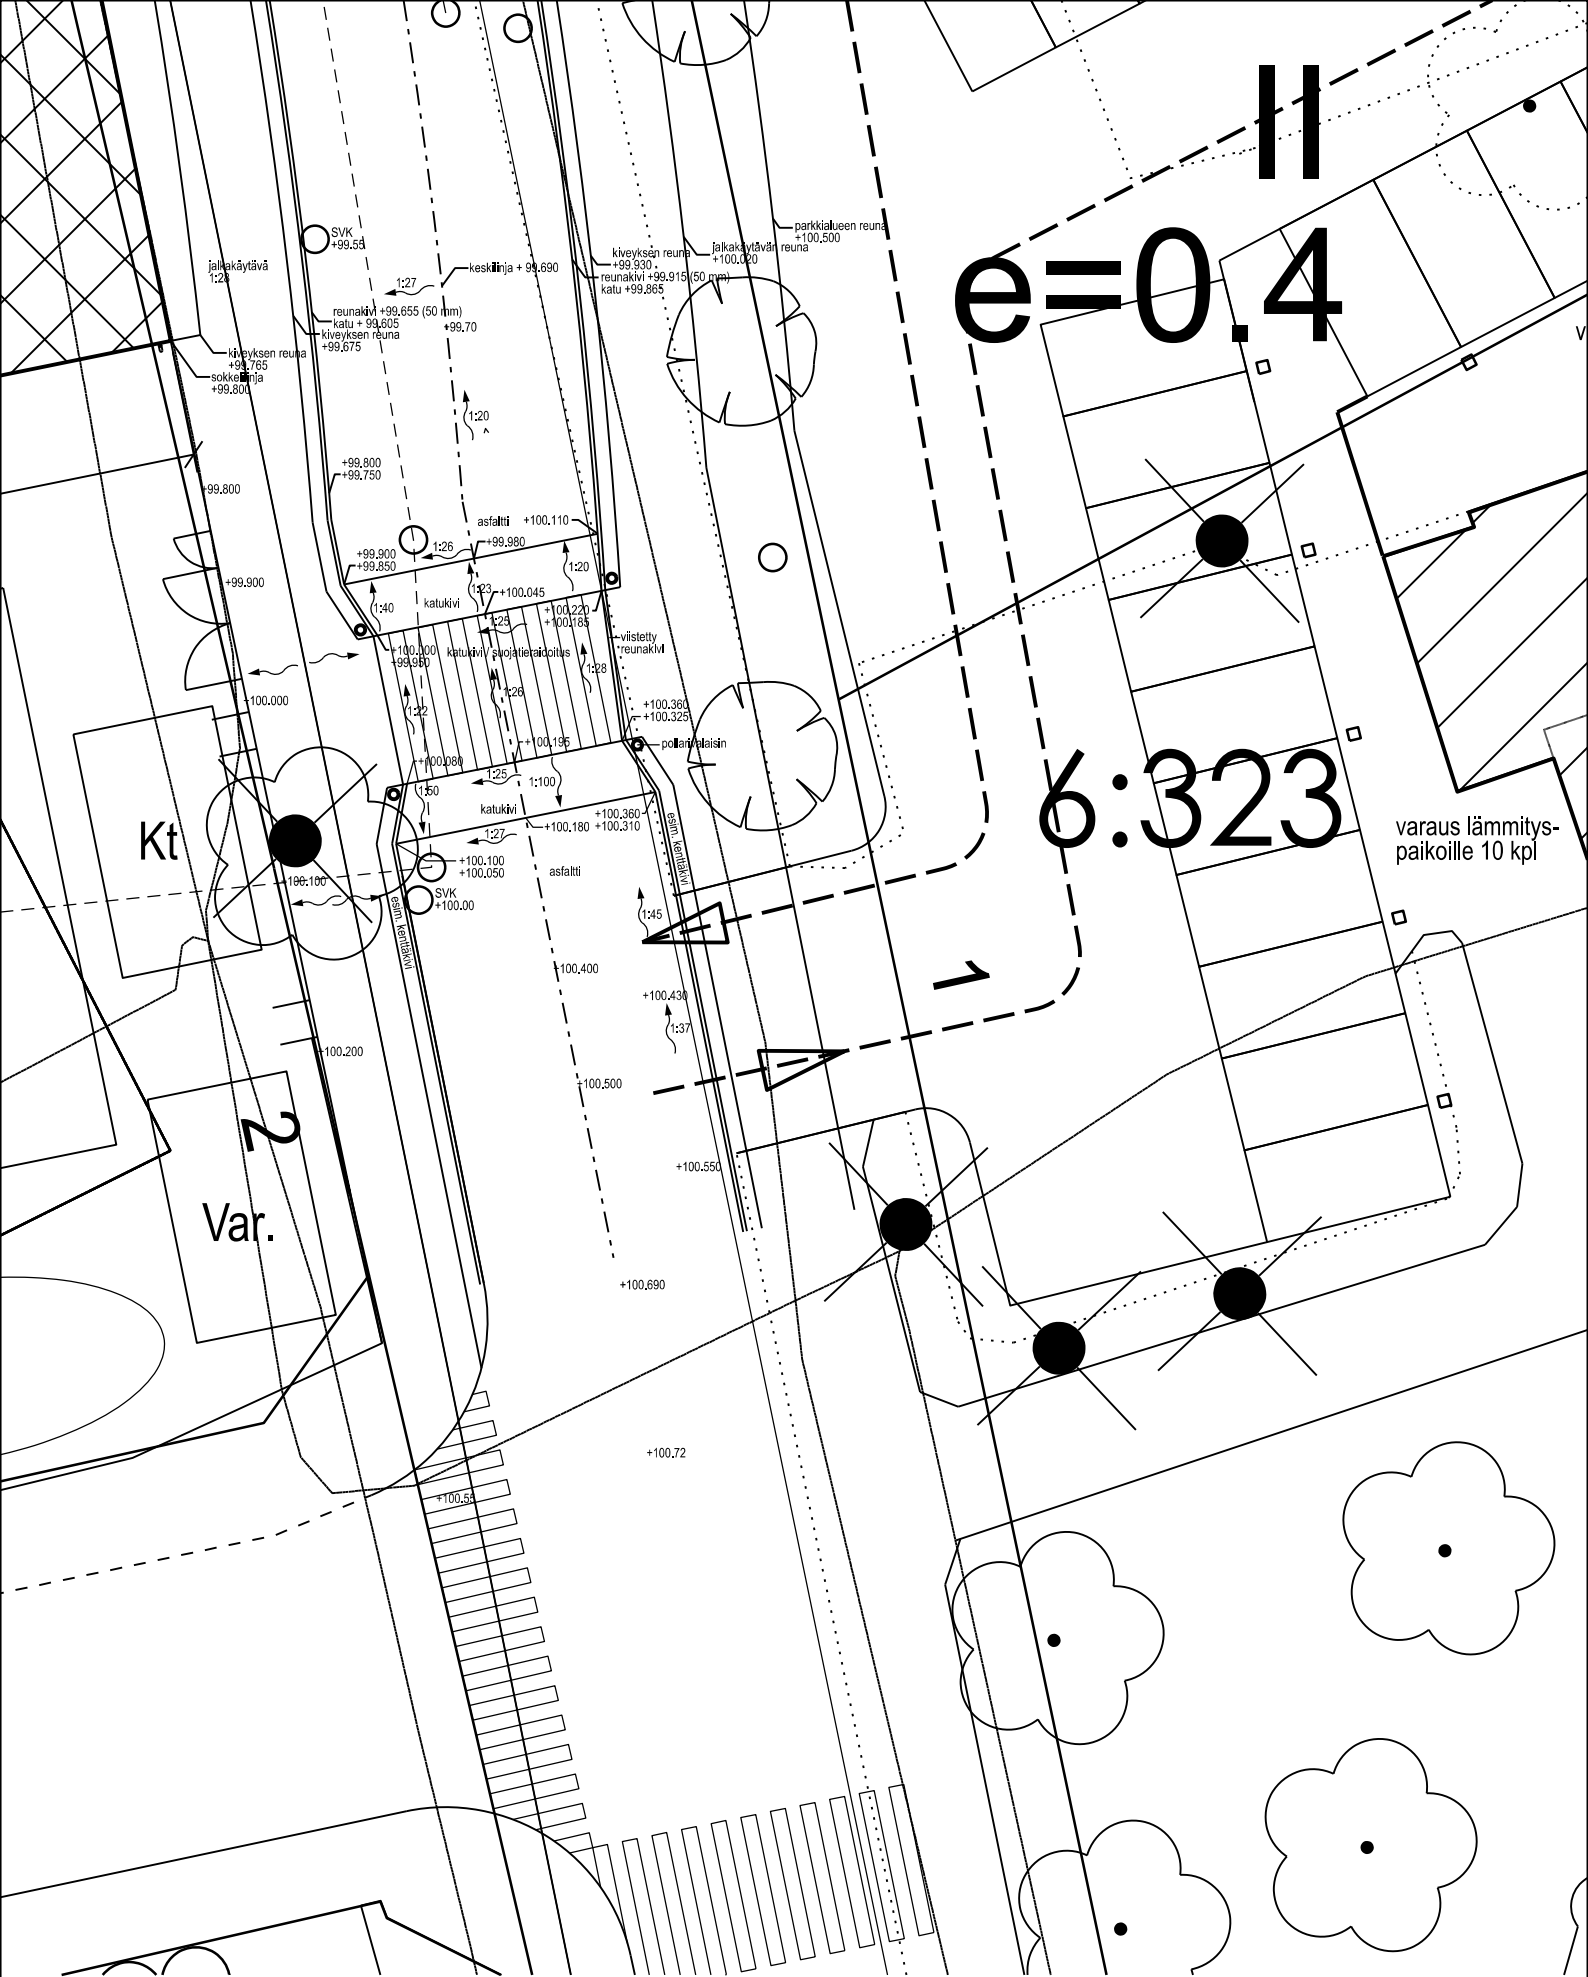 II
e=0.4
parkkialueen reuna
+100.500
jalkakäytävän reuna
+100.020
kiveyksen reuna
+99.930
reunakivi +99.915 (50 mm)
katu +99.865
SVK
+99.55
jalkakäytävä
1:28
keskilinja + 99.690
1:27
reunakivi +99.655 (50 mm)
katu + 99.605
kiveyksen reuna
+99.675
+99.70
kiveyksen reuna
+99.765
sokkelilinja
+99.800
1:20
+99.800
+99.750
+99.800
asfaltti
+100.110
1:26
+99.980
+99.900
+99.850
1:20
+99.900
1:23
+100.045
1:40
katukivi
+100.220
+100.185
1:25
viistetty
reunakivi
+100.000
+99.950
katukivi / suojatieraidoitus
1:28
1:26
+100.000
1:22
+100.360
+100.325
+100.195
pollarivalaisin
+100.080
1:25
1:100
1:50
katukivi
+100.360
+100.310
+100.180
1:27
esim. kenttäkivi
6:323
varaus lämmitys-
paikoille 10 kpl
v
Kt
+100.100
+100.100
+100.050
asfaltti
SVK
+100.00
esim. kenttäkivi
1:45
+100.400
1
+100.430
1:37
+100.200
+100.500
2
+100.550
Var.
+100.690
+100.72
+100.55